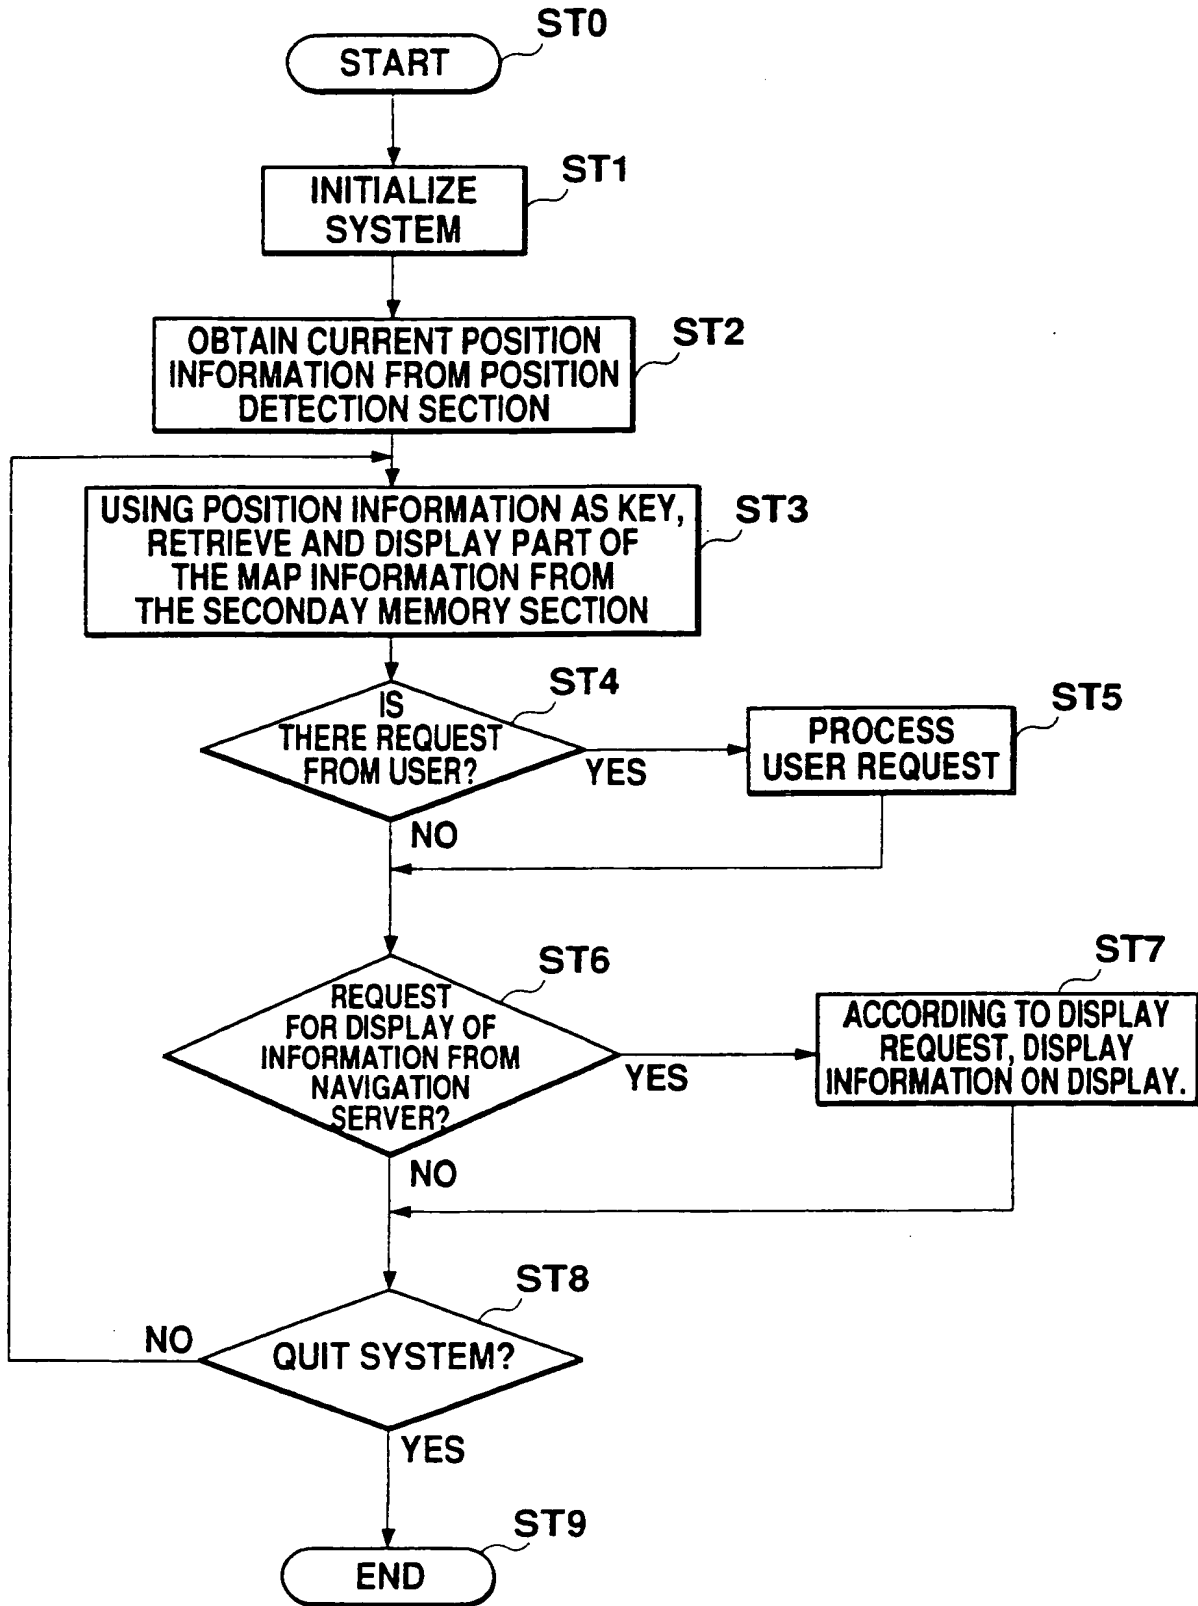 ST0
START
ST1
INITIALIZE
SYSTEM
ST2
OBTAIN CURRENT POSITION
INFORMATION FROM POSITION
DETECTION SECTION
ST3
USING POSITION INFORMATION AS KEY,
RETRIEVE AND DISPLAY PART OF
THE MAP INFORMATION FROM
THE SECONDAY MEMORY SECTION
ST4
IS
THERE REQUEST
FROM USER?
YES
NO
ST5
PROCESS
USER REQUEST
ST6
REQUEST
FOR DISPLAY OF
INFORMATION FROM
NAVIGATION
SERVER?
YES
NO
ST7
ACCORDING TO DISPLAY
REQUEST, DISPLAY
INFORMATION ON DISPLAY.
ST8
QUIT SYSTEM?
NO
YES
ST9
END